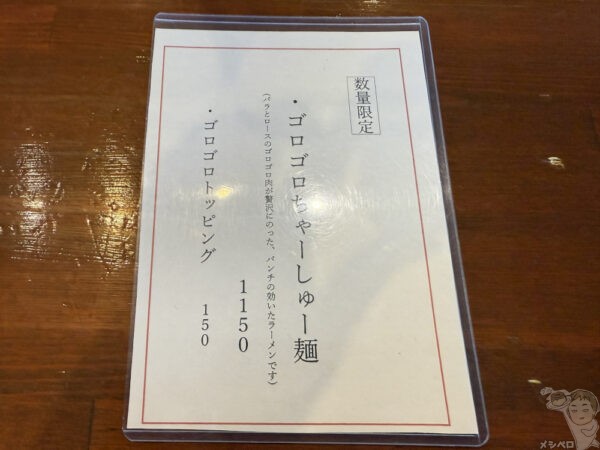 数量限定
・ゴロゴロちゃーしゅー麺
(バラとロースのゴロゴロ肉が贅沢にのった、パンチの効いたラーメンです)
1150
・ゴロゴロトッピング
150
メシペロ